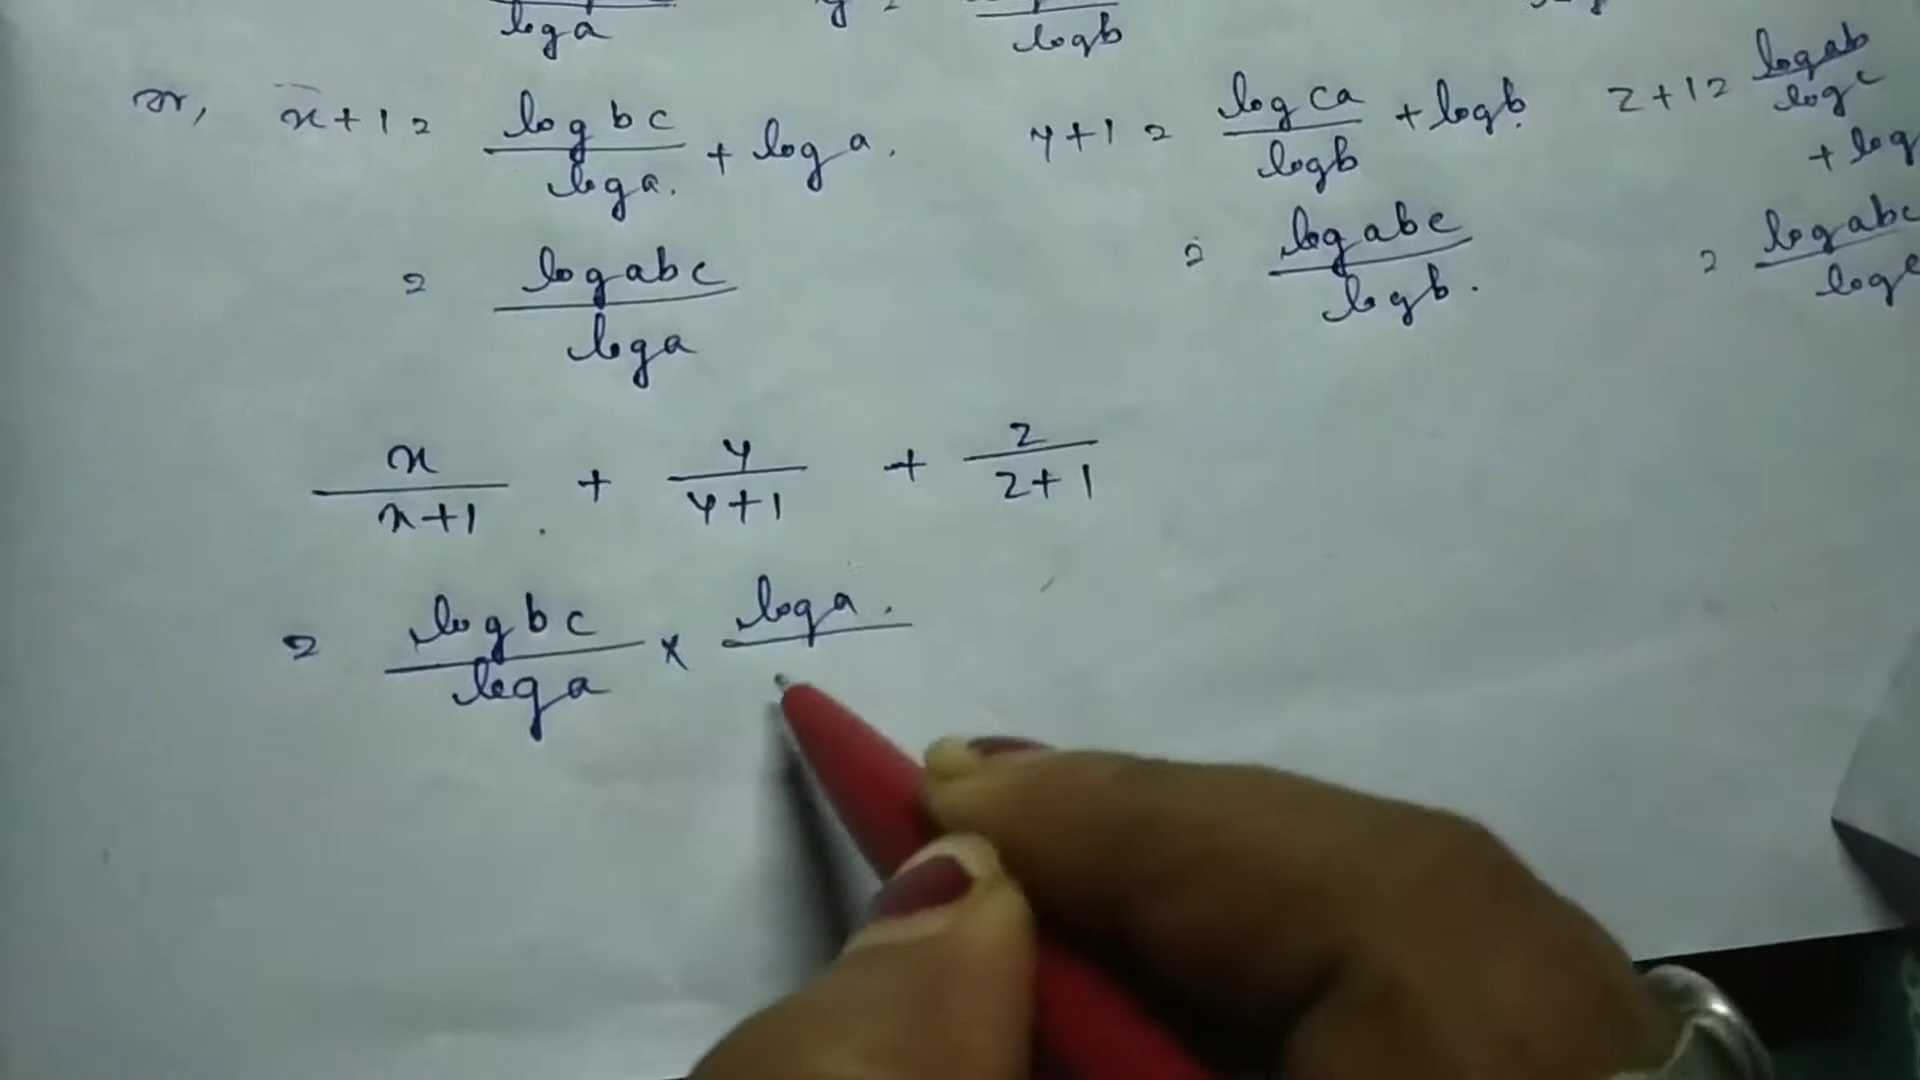 log a log b
or, x+1 = log bc / log a. + log a. y+1 = log ca / log b + log b. z+1 = log ab / log c + log
= log abc / log a = log abc / log b. = log abc / log c
x / x+1 + y / y+1 + z / z+1
= log bc / log a × log a.